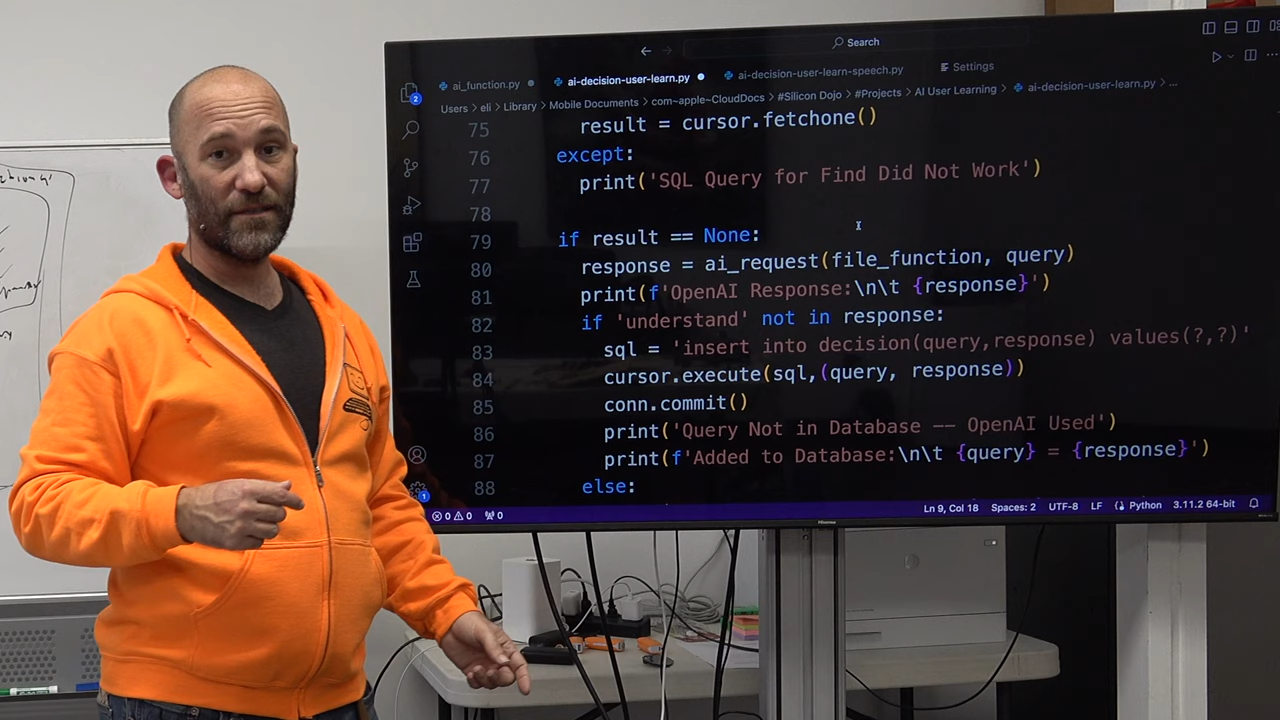 Search
ai_function.py
ai-decision-user-learn.py
ai-decision-user-learn-speech.py
Settings
Users > eli > Library > Mobile Documents > com~apple~CloudDocs > #Silicon Dojo > #Projects > AI User Learning > ai-decision-user-learn.py > ...
75 result = cursor.fetchone()
76 except:
77 print('SQL Query for Find Did Not Work')
78
79 if result == None:
80 response = ai_request(file_function, query)
81 print(f'OpenAI Response:\n\t {response}')
82 if 'understand' not in response:
83 sql = 'insert into decision(query,response) values(?,?)'
84 cursor.execute(sql,(query, response))
85 conn.commit()
86 print('Query Not in Database -- OpenAI Used')
87 print(f'Added to Database:\n\t {query} = {response}')
88 else:
2
1
0 0 0 Ln 9, Col 18 Spaces: 2 UTF-8 LF Python 3.11.2 64-bit
Hisense